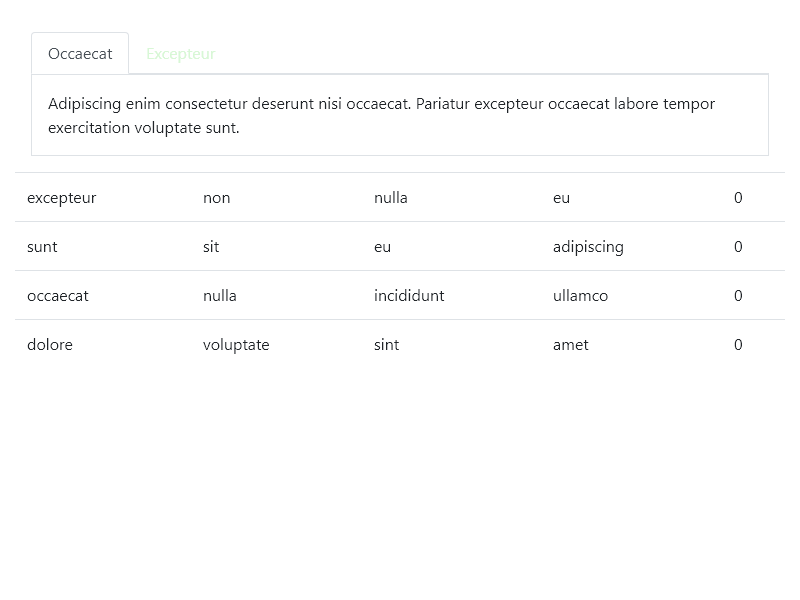 Occaecat Excepteur
Adipiscing enim consectetur deserunt nisi occaecat. Pariatur excepteur occaecat labore tempor
exercitation voluptate sunt.
excepteur non nulla eu 0
sunt sit eu adipiscing 0
occaecat nulla incididunt ullamco 0
dolore voluptate sint amet 0